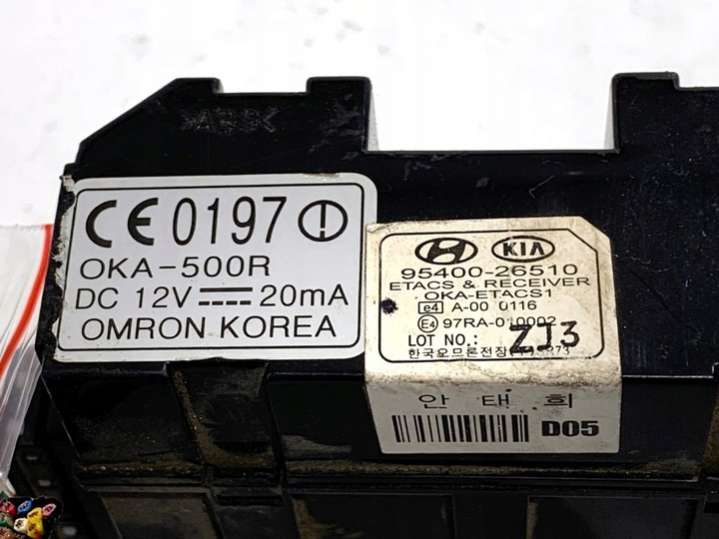 >ABS<
CE 0197
OKA-500R
DC 12V 20mA
OMRON KOREA
KIA
95400-26510
ETACS & RECEIVER
OKA-ETACS1
e4 A-00 0116
E4 97RA-010002
LOT NO.: ZJ3
한국오므론전장
안 태 희
D05